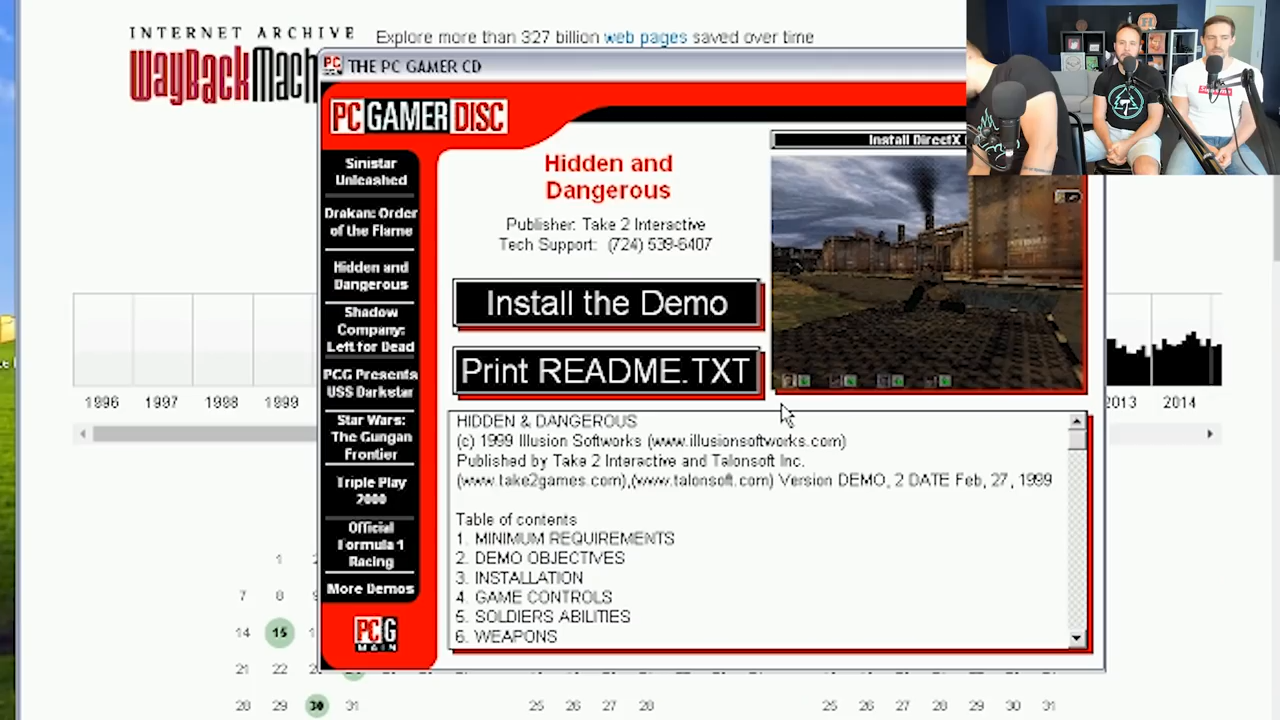 INTERNET ARCHIVE
Explore more than 327 billion web pages saved over time
WayBackMach
THE PC GAMER CD
PC GAMER DISC
Install DirectX
Sinistar
Unleashed
Drakan: Order
of the Flame
Hidden and
Dangerous
Shadow
Company:
Left for Dead
PCG Presents
USS Darkstar
Star Wars:
The Gungan
Frontier
Triple Play
2000
Official
Formula 1
Racing
More Demos
PCG
MAIN
Hidden and
Dangerous
Publisher: Take 2 Interactive
Tech Support: (724) 539-6407
Install the Demo
Print README.TXT
HIDDEN & DANGEROUS
(c) 1999 Illusion Softworks (www.illusionsoftworks.com)
Published by Take 2 Interactive and Talonsoft Inc.
(www.take2games.com),(www.talonsoft.com) Version DEMO, 2 DATE Feb, 27, 1999
Table of contents
1. MINIMUM REQUIREMENTS
2. DEMO OBJECTIVES
3. INSTALLATION
4. GAME CONTROLS
5. SOLDIERS ABILITIES
6. WEAPONS
1996 1997 1998 1999 2013 2014
1
7 8
14 15
21 22
28 29 30 31 25 26 27 28 25 26 27 28 29 30 31